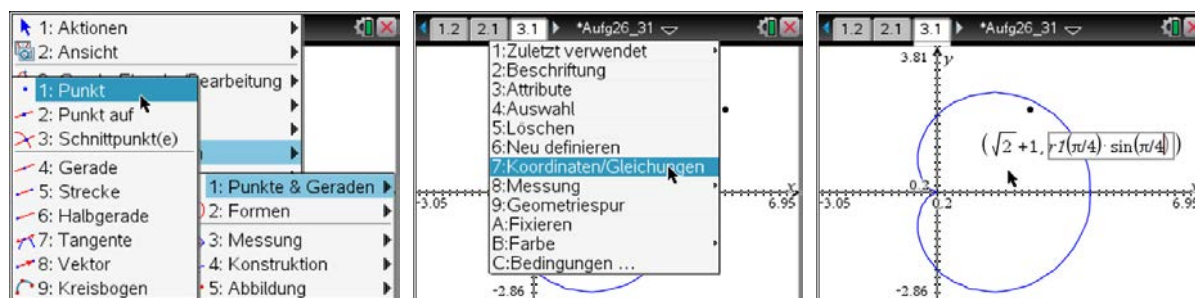 1: Aktionen
2: Ansicht
earbeitung
1: Punkt
2: Punkt auf
3: Schnittpunkt(e)
4: Gerade
5: Strecke
6: Halbgerade
7: Tangente
8: Vektor
9: Kreisbogen
1: Punkte & Geraden
2: Formen
3: Messung
4: Konstruktion
5: Abbildung
1.2 2.1 3.1 *Aufg26_31
1:Zuletzt verwendet
2:Beschriftung
3:Attribute
4:Auswahl
5:Löschen
6:Neu definieren
7:Koordinaten/Gleichungen
8:Messung
9:Geometriespur
A:Fixieren
B:Farbe
C:Bedingungen ...
-3.05
x
6.95
-2.86
1.2 2.1 3.1 *Aufg26_31
3.81 y
(√2 +1, r1(π/4)· sin(π/4))
0.2
-3.05 0.2 6.95
x
-2.86